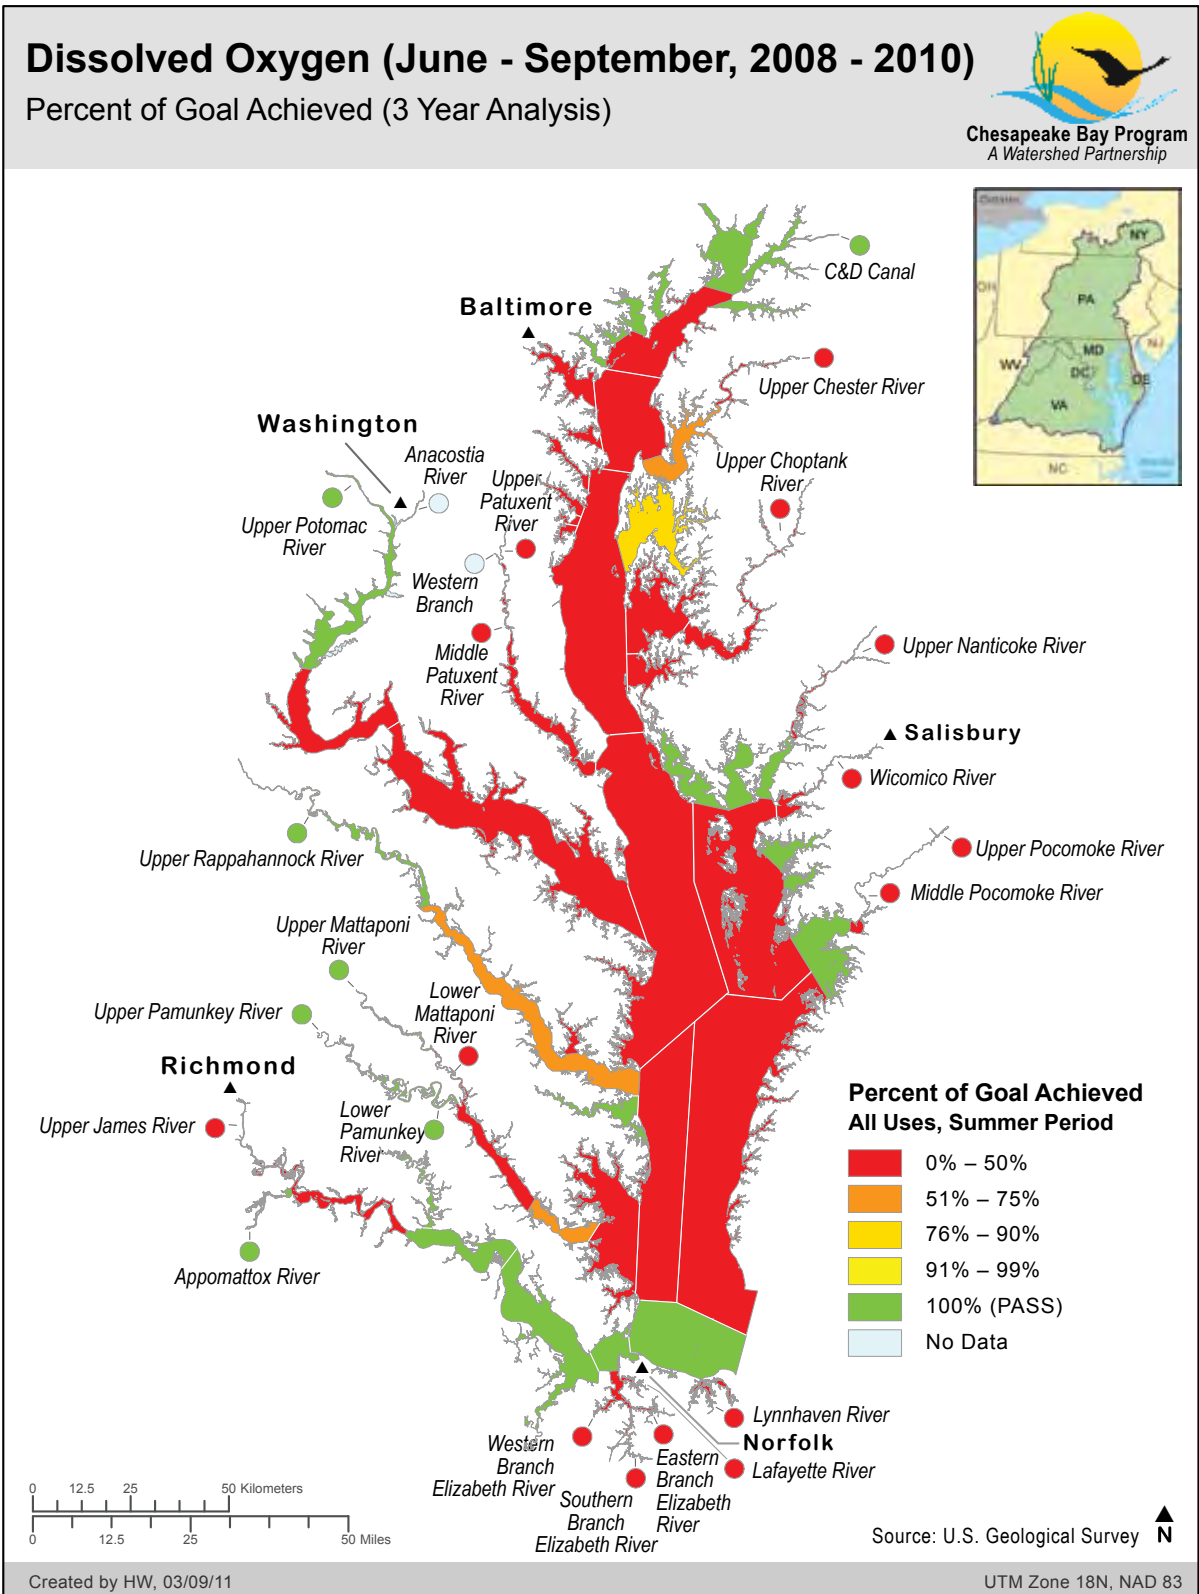 Dissolved Oxygen (June - September, 2008 - 2010)
Percent of Goal Achieved (3 Year Analysis)
Chesapeake Bay Program
A Watershed Partnership
NY
PA
OH
NJ
MD
WV
DC
DE
VA
NC
C&D Canal
Baltimore
Upper Chester River
Washington
Anacostia
River
Upper
Patuxent
River
Upper Choptank
River
Upper Potomac
River
Western
Branch
Middle
Patuxent
River
Upper Nanticoke River
Salisbury
Wicomico River
Upper Rappahannock River
Upper Pocomoke River
Middle Pocomoke River
Upper Mattaponi
River
Lower
Mattaponi
River
Upper Pamunkey River
Richmond
Upper James River
Lower
Pamunkey
River
Appomattox River
Percent of Goal Achieved
All Uses, Summer Period
0% – 50%
51% – 75%
76% – 90%
91% – 99%
100% (PASS)
No Data
Lynnhaven River
Norfolk
Lafayette River
Western
Branch
Elizabeth River
Southern
Branch
Elizabeth River
Eastern
Branch
Elizabeth
River
0 12.5 25 50 Kilometers
0 12.5 25 50 Miles
Source: U.S. Geological Survey
N
Created by HW, 03/09/11
UTM Zone 18N, NAD 83